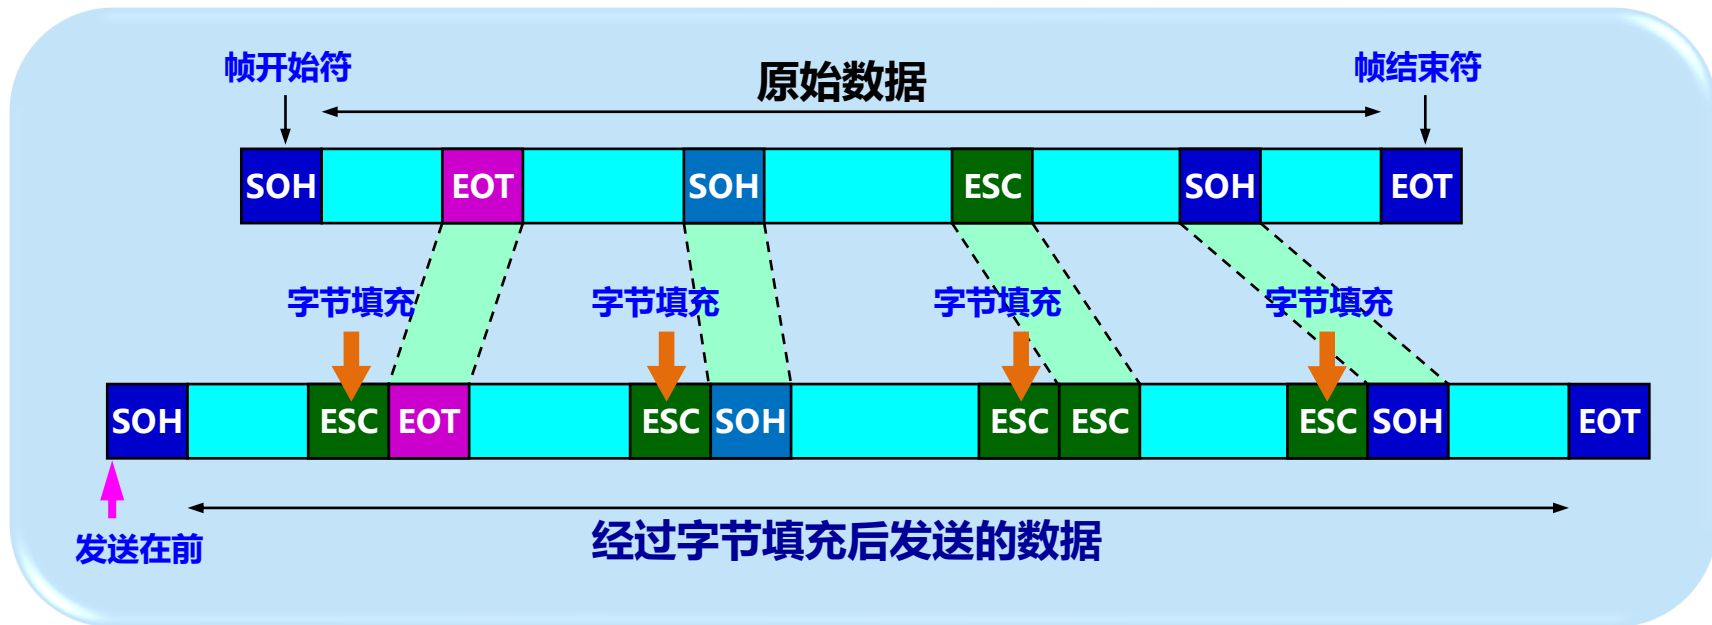 帧开始符
原始数据
帧结束符
SOH EOT SOH ESC SOH EOT
字节填充 字节填充 字节填充 字节填充
SOH ESC EOT ESC SOH ESC ESC ESC SOH EOT
发送在前
经过字节填充后发送的数据